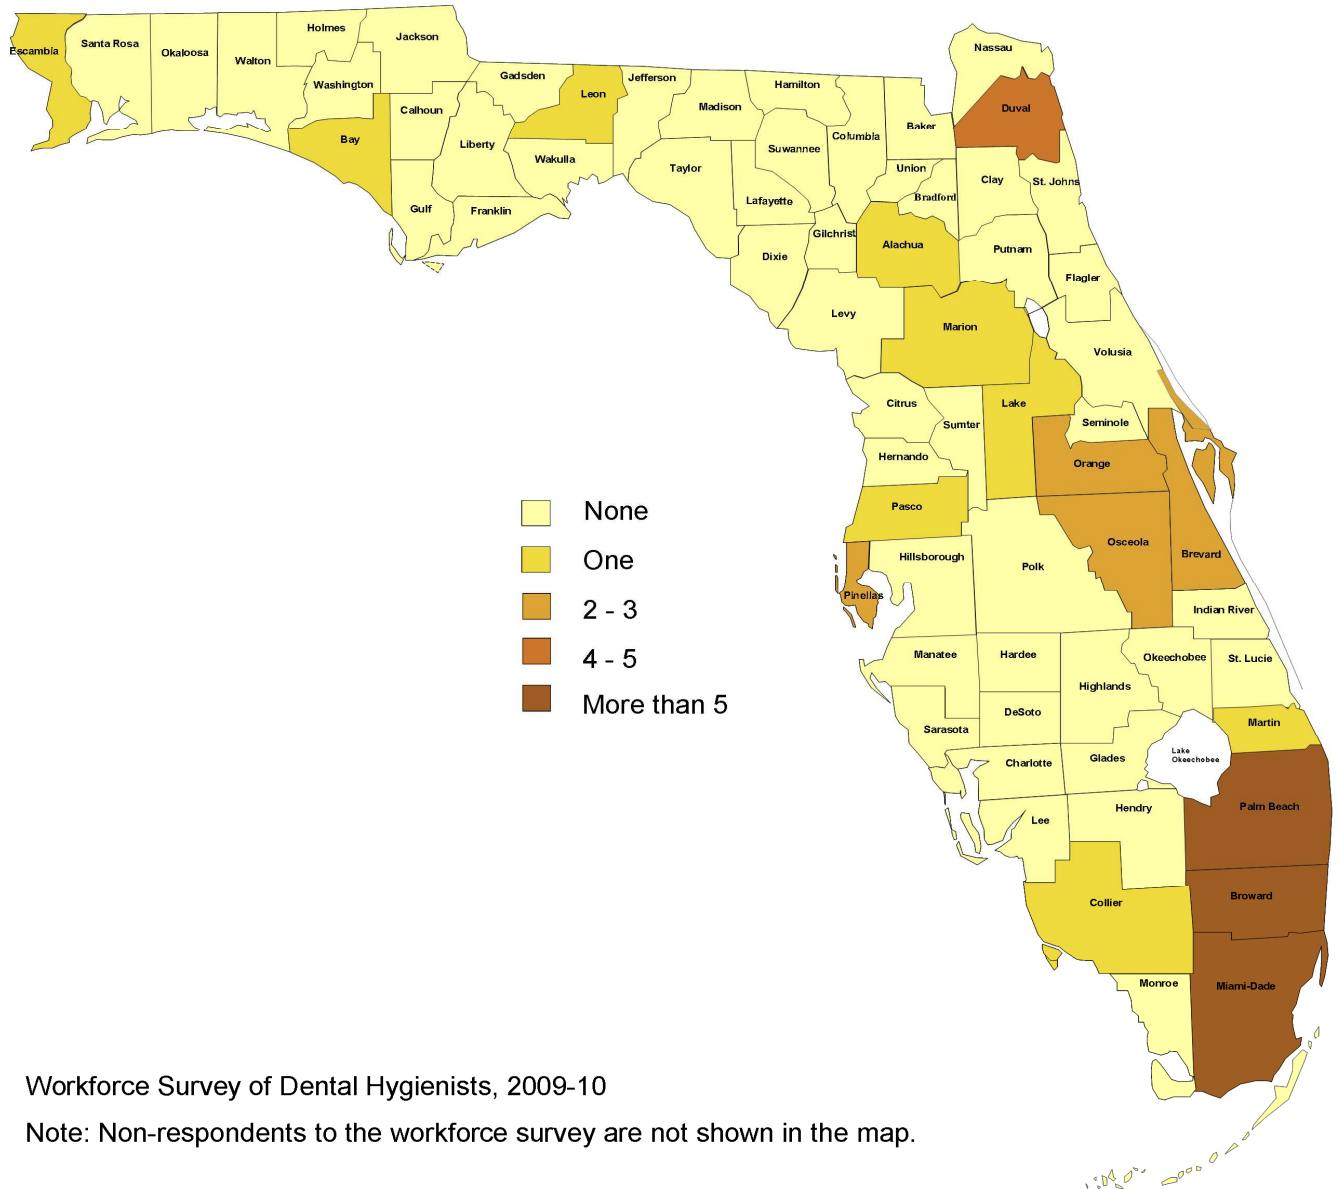 Escambia
Santa Rosa
Okaloosa
Walton
Holmes
Washington
Jackson
Bay
Calhoun
Gulf
Liberty
Gadsden
Franklin
Leon
Wakulla
Jefferson
Madison
Taylor
Hamilton
Suwannee
Lafayette
Dixie
Columbia
Gilchrist
Baker
Union
Bradford
Alachua
Levy
Nassau
Duval
Clay
St. Johns
Putnam
Flagler
Marion
Volusia
Citrus
Sumter
Lake
Seminole
Hernando
Orange
Pasco
Osceola
Brevard
Hillsborough
Pinellas
Polk
Indian River
Manatee
Hardee
Highlands
Okeechobee
St. Lucie
Sarasota
DeSoto
Martin
Charlotte
Glades
Lake
Okeechobee
Lee
Hendry
Palm Beach
Collier
Broward
Monroe
Miami-Dade
None
One
2 - 3
4 - 5
More than 5
Workforce Survey of Dental Hygienists, 2009-10
Note: Non-respondents to the workforce survey are not shown in the map.